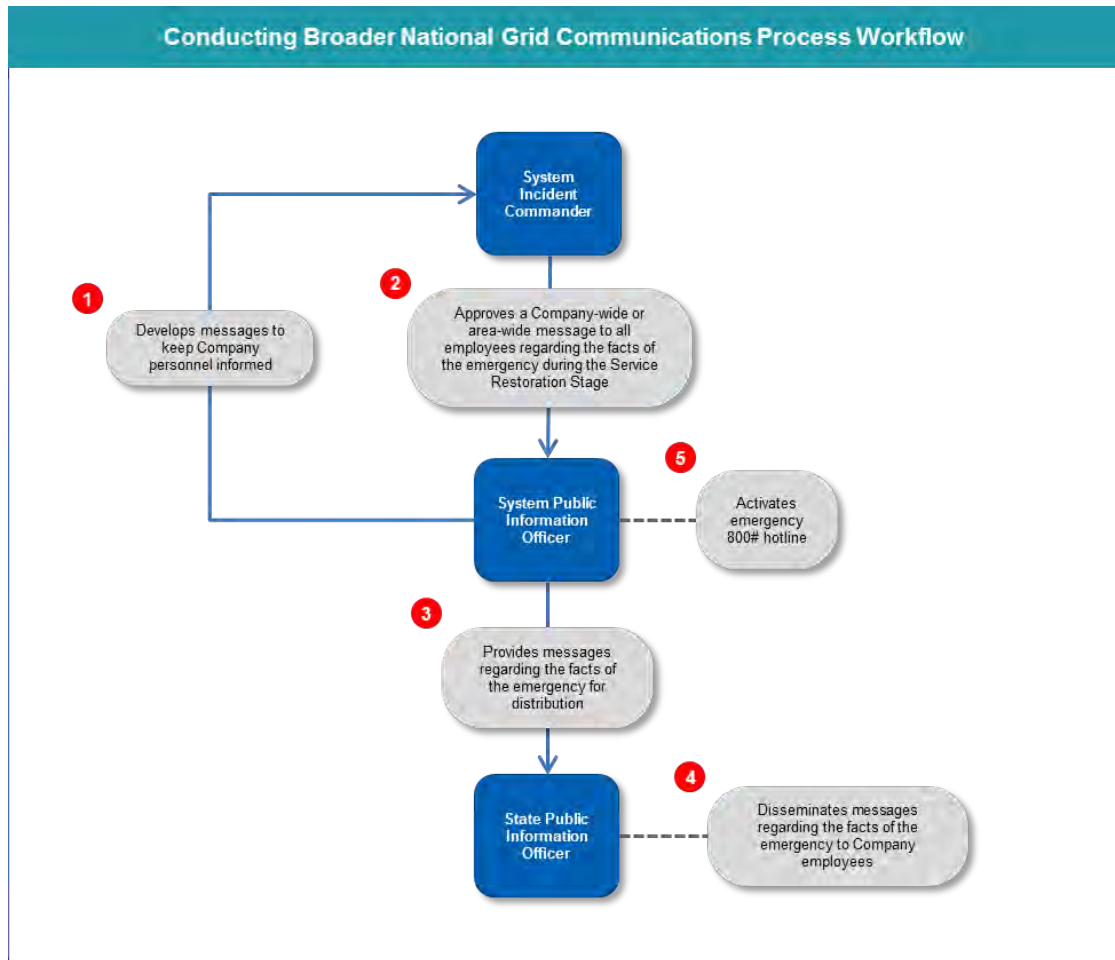 Conducting Broader National Grid Communications Process Workflow
System
Incident
Commander
1
Develops messages to
keep Company
personnel informed
2
Approves a Company-wide or
area-wide message to all
employees regarding the facts of
the emergency during the Service
Restoration Stage
System Public
Information
Officer
5
Activates
emergency
800# hotline
3
Provides messages
regarding the facts of
the emergency for
distribution
State Public
Information
Officer
4
Disseminates messages
regarding the facts of the
emergency to Company
employees